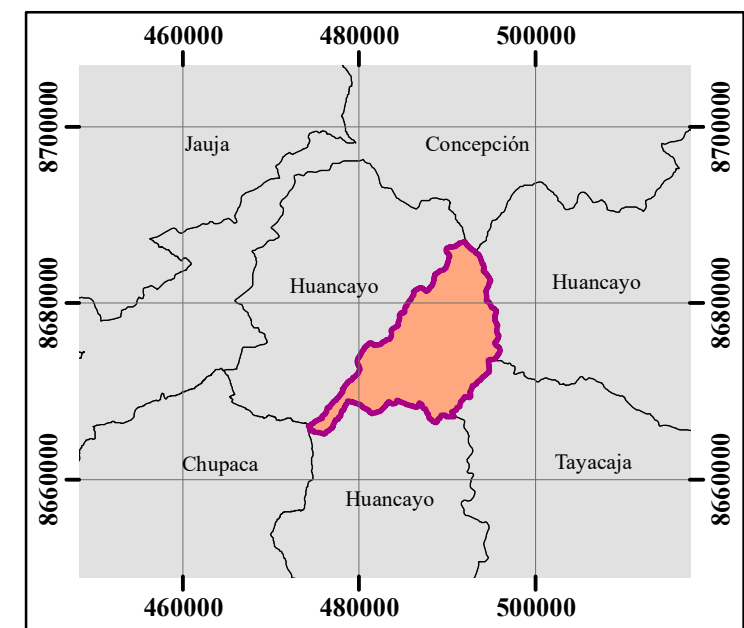 460000 480000 500000
8700000 8700000
Jauja Concepción
Huancayo Huancayo
8680000 8680000
Chupaca Tayacaja
8660000 8660000
Huancayo
460000 480000 500000